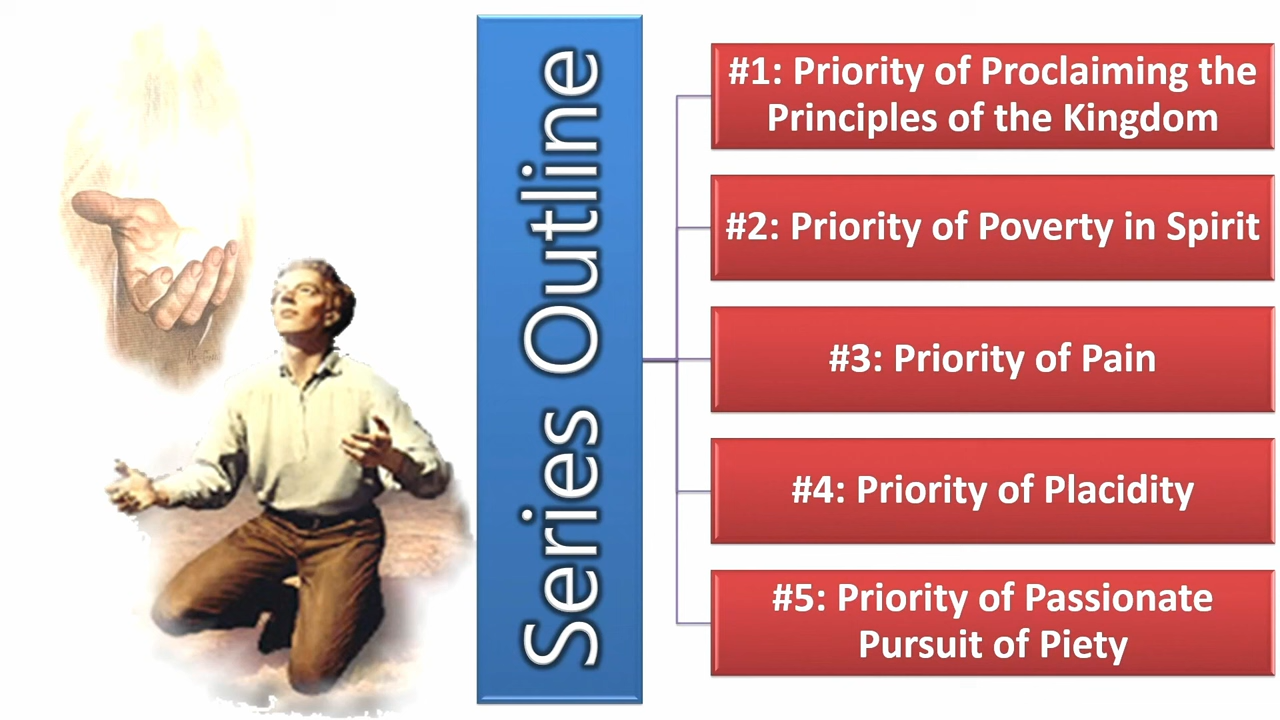 Series Outline
#1: Priority of Proclaiming the
Principles of the Kingdom
#2: Priority of Poverty in Spirit
#3: Priority of Pain
#4: Priority of Placidity
#5: Priority of Passionate
Pursuit of Piety